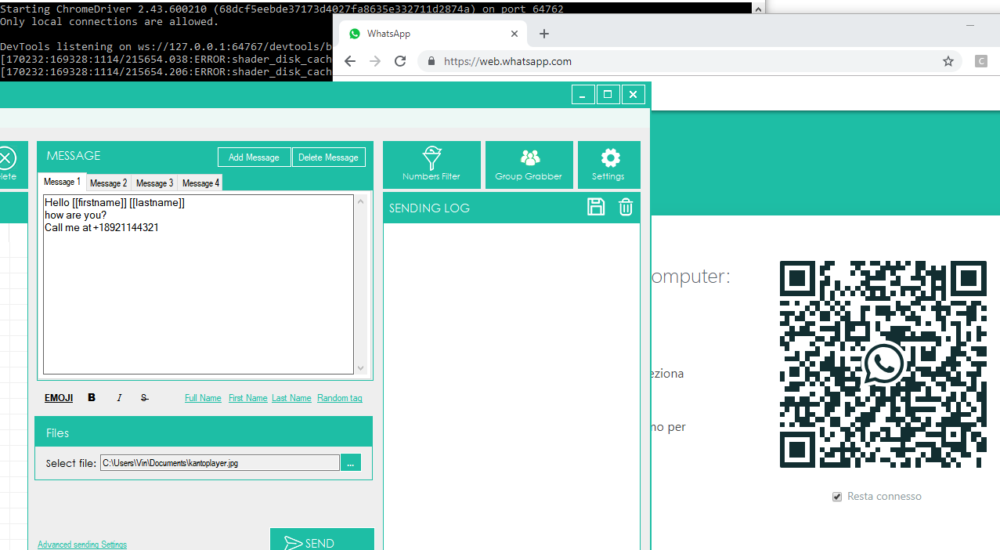 Starting ChromeDriver 2.43.600210 (68dcf5eebde37173d4027fa8635e332711d2874a) on port 64762
Only local connections are allowed.
DevTools listening on ws://127.0.0.1:64767/devtools/b
[170232:169328:1114/215654.038:ERROR:shader_disk_cach
[170232:169328:1114/215654.206:ERROR:shader_disk_cach
WhatsApp
https://web.whatsapp.com
C
lete
MESSAGE
Add Message
Delete Message
Message 1
Message 2
Message 3
Message 4
Hello [[firstname]] [[lastname]]
how are you?
Call me at +18921144321
EMOJI
B
I
S
Full Name
First Name
Last Name
Random tag
Files
Select file:
C:\Users\Vin\Documents\kantoplayer.jpg
...
Advanced sending Settings
SEND
Numbers Filter
Group Grabber
Settings
SENDING LOG
omputer:
eziona
no per
Resta connesso